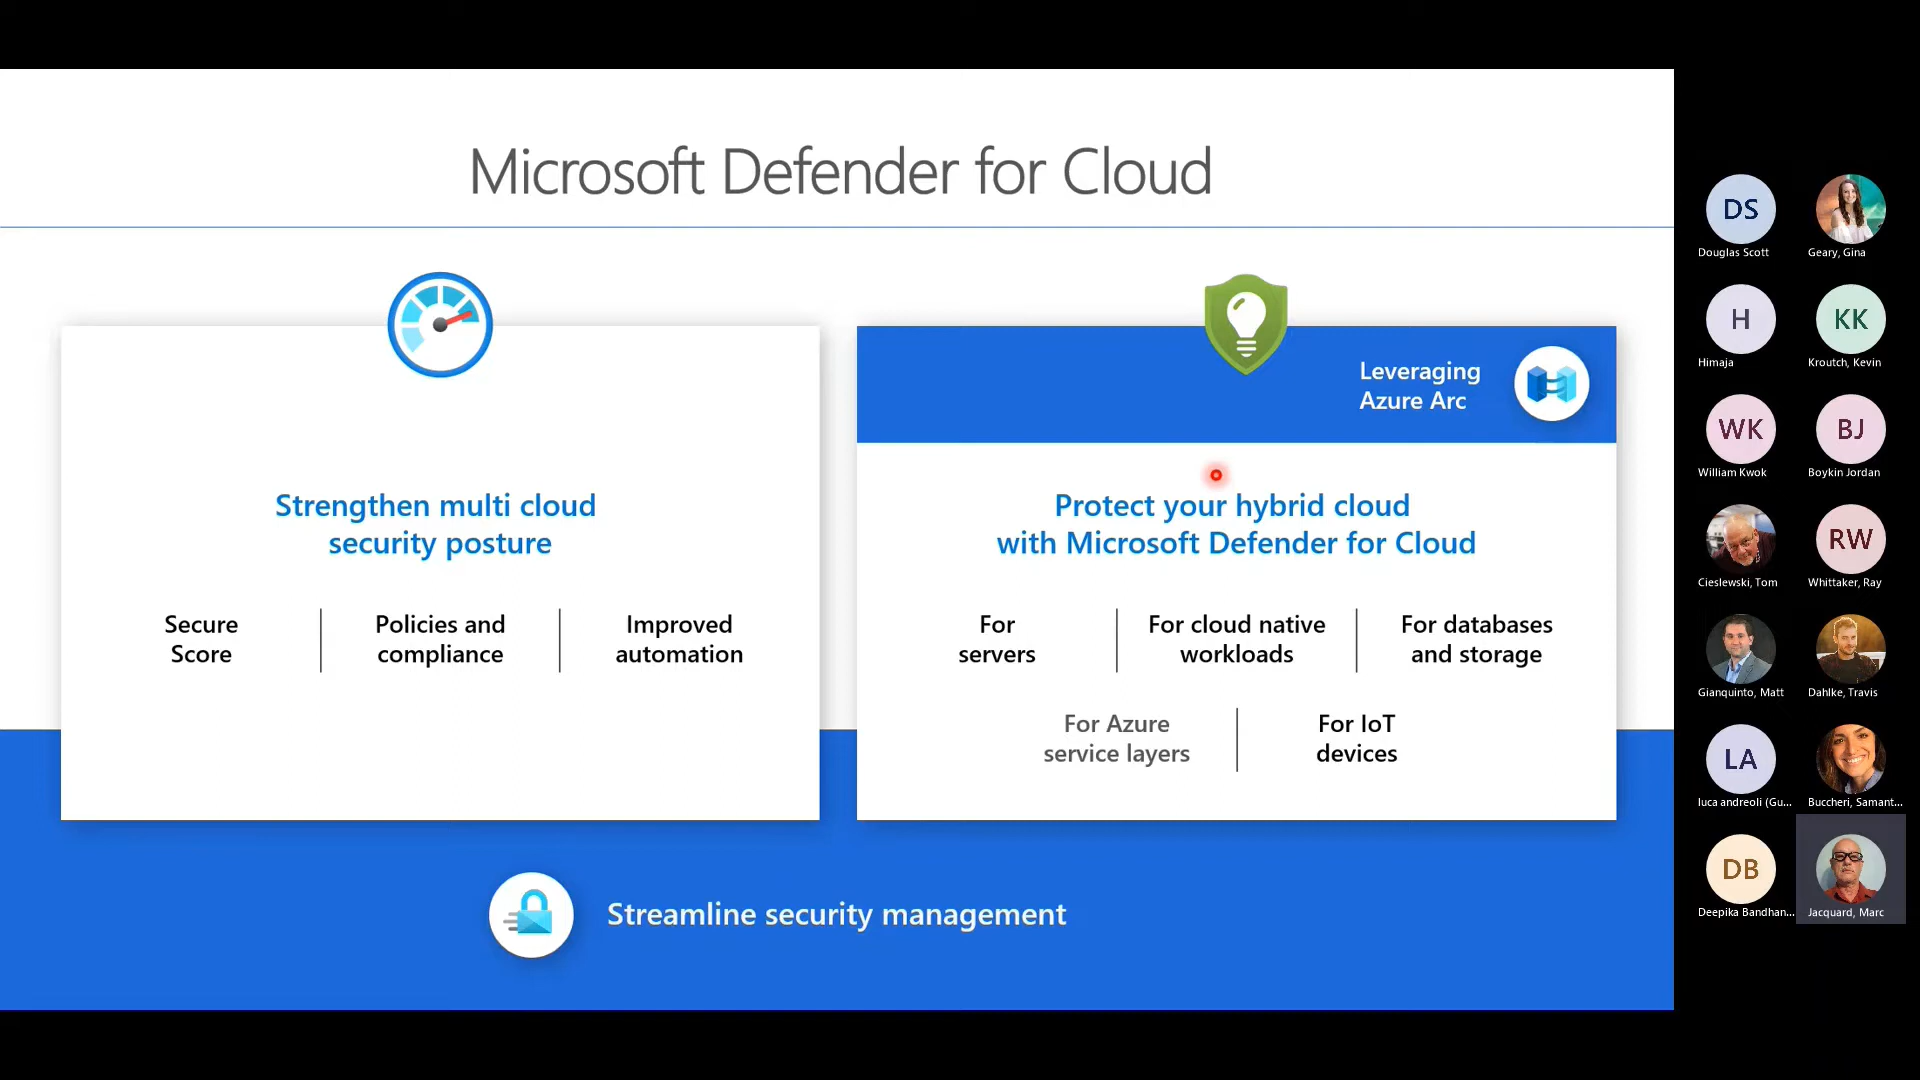 Microsoft Defender for Cloud
Leveraging
Azure Arc
Strengthen multi cloud
security posture
Secure
Score
Policies and
compliance
Improved
automation
Protect your hybrid cloud
with Microsoft Defender for Cloud
For
servers
For cloud native
workloads
For databases
and storage
For Azure
service layers
For IoT
devices
Streamline security management
DS
Douglas Scott
Geary, Gina
H
Himaja
KK
Kroutch, Kevin
WK
William Kwok
BJ
Boykin Jordan
Cieslewski, Tom
RW
Whittaker, Ray
Gianquinto, Matt
Dahlke, Travis
LA
luca andreoli (Gu...
Buccheri, Samant...
DB
Deepika Bandhan...
Jacquard, Marc